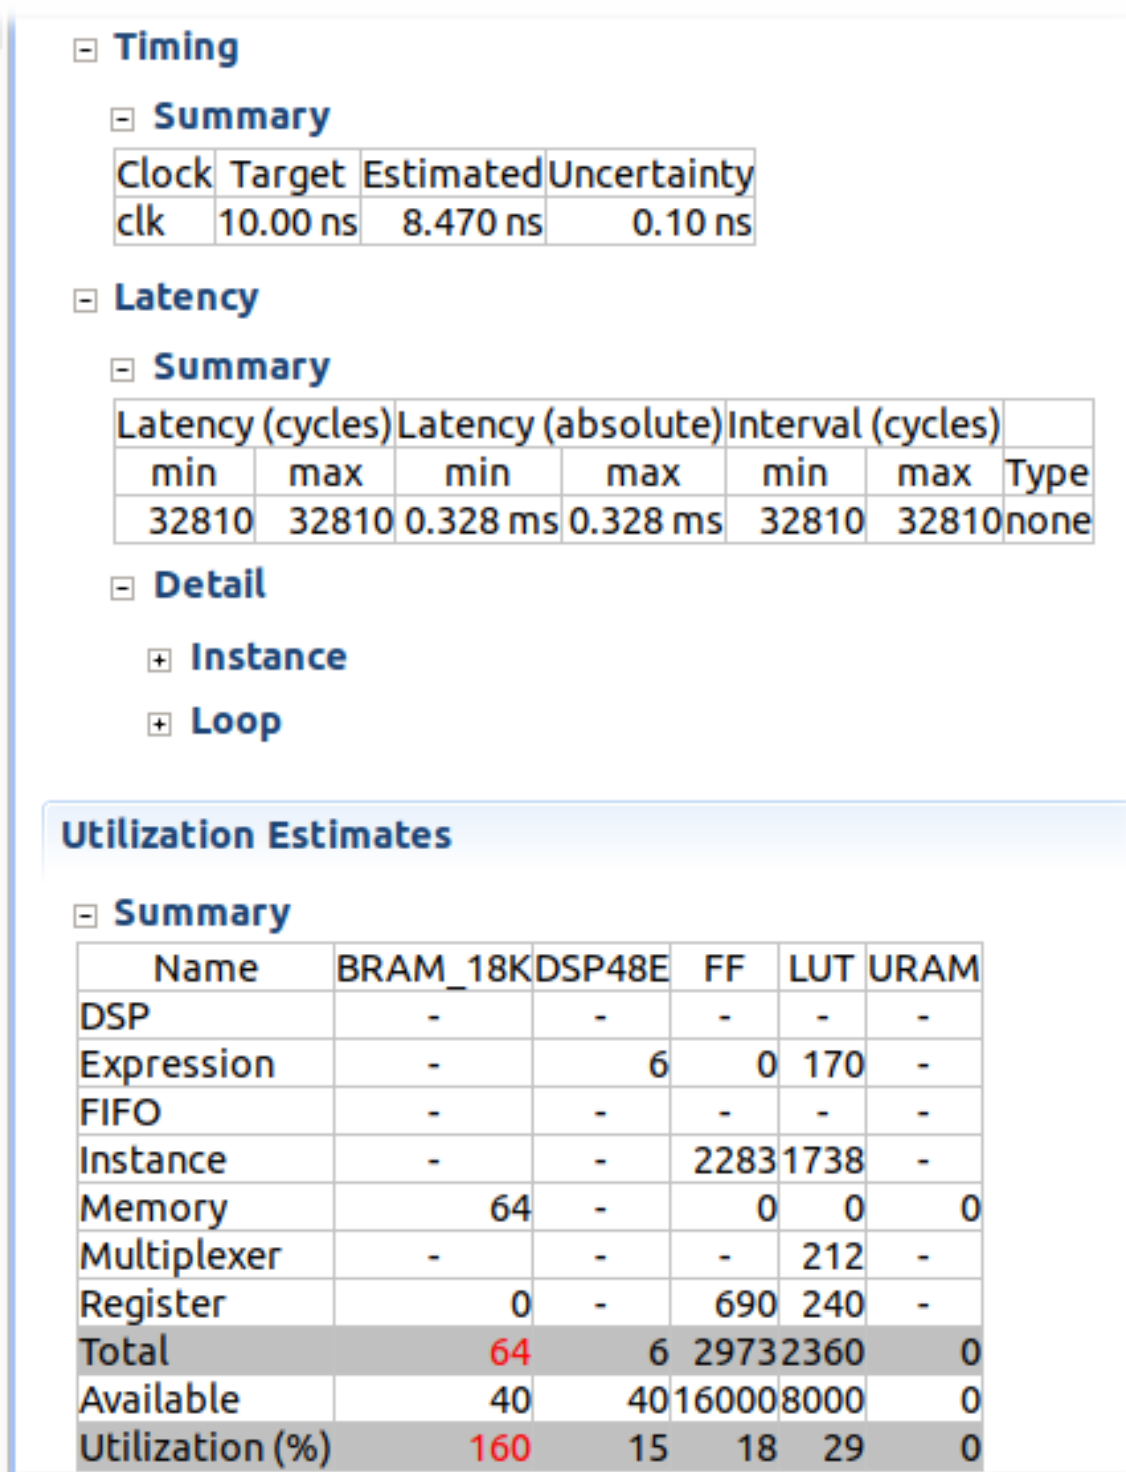 Timing
Summary
Clock Target Estimated Uncertainty
clk 10.00 ns 8.470 ns 0.10 ns
Latency
Summary
Latency (cycles) Latency (absolute) Interval (cycles)
min max min max min max Type
32810 32810 0.328 ms 0.328 ms 32810 32810 none
Detail
Instance
Loop
Utilization Estimates
Summary
Name BRAM_18K DSP48E FF LUT URAM
DSP - - - - -
Expression - 6 0 170 -
FIFO - - - - -
Instance - - 2283 1738 -
Memory 64 - 0 0 0
Multiplexer - - - 212 -
Register 0 - 690 240 -
Total 64 6 2973 2360 0
Available 40 40 16000 8000 0
Utilization (%) 160 15 18 29 0